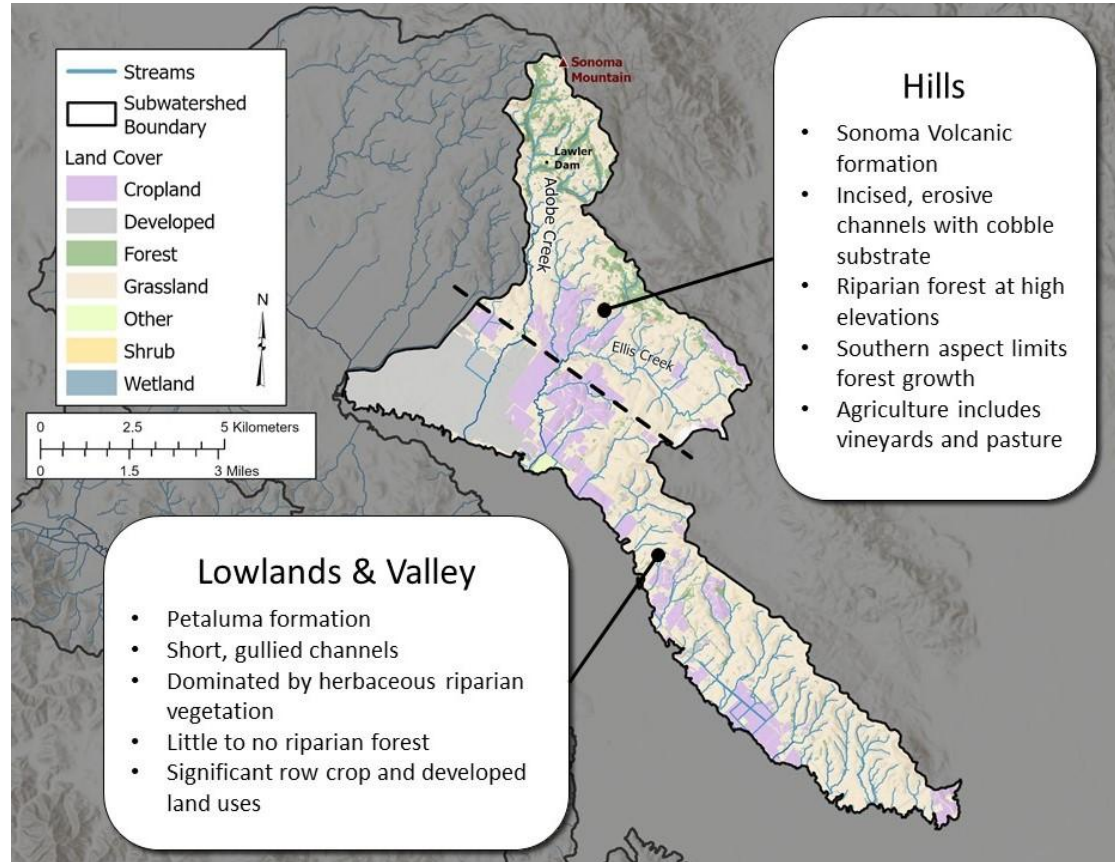 Streams
Subwatershed
Boundary
Land Cover
Cropland
Developed
Forest
Grassland
Other
Shrub
Wetland
N
0 2.5 5 Kilometers
0 1.5 3 Miles
Sonoma
Mountain
Lawler
Dam
Adobe Creek
Ellis Creek
Hills
• Sonoma Volcanic
formation
• Incised, erosive
channels with cobble
substrate
• Riparian forest at high
elevations
• Southern aspect limits
forest growth
• Agriculture includes
vineyards and pasture
Lowlands & Valley
• Petaluma formation
• Short, gullied channels
• Dominated by herbaceous riparian
vegetation
• Little to no riparian forest
• Significant row crop and developed
land uses